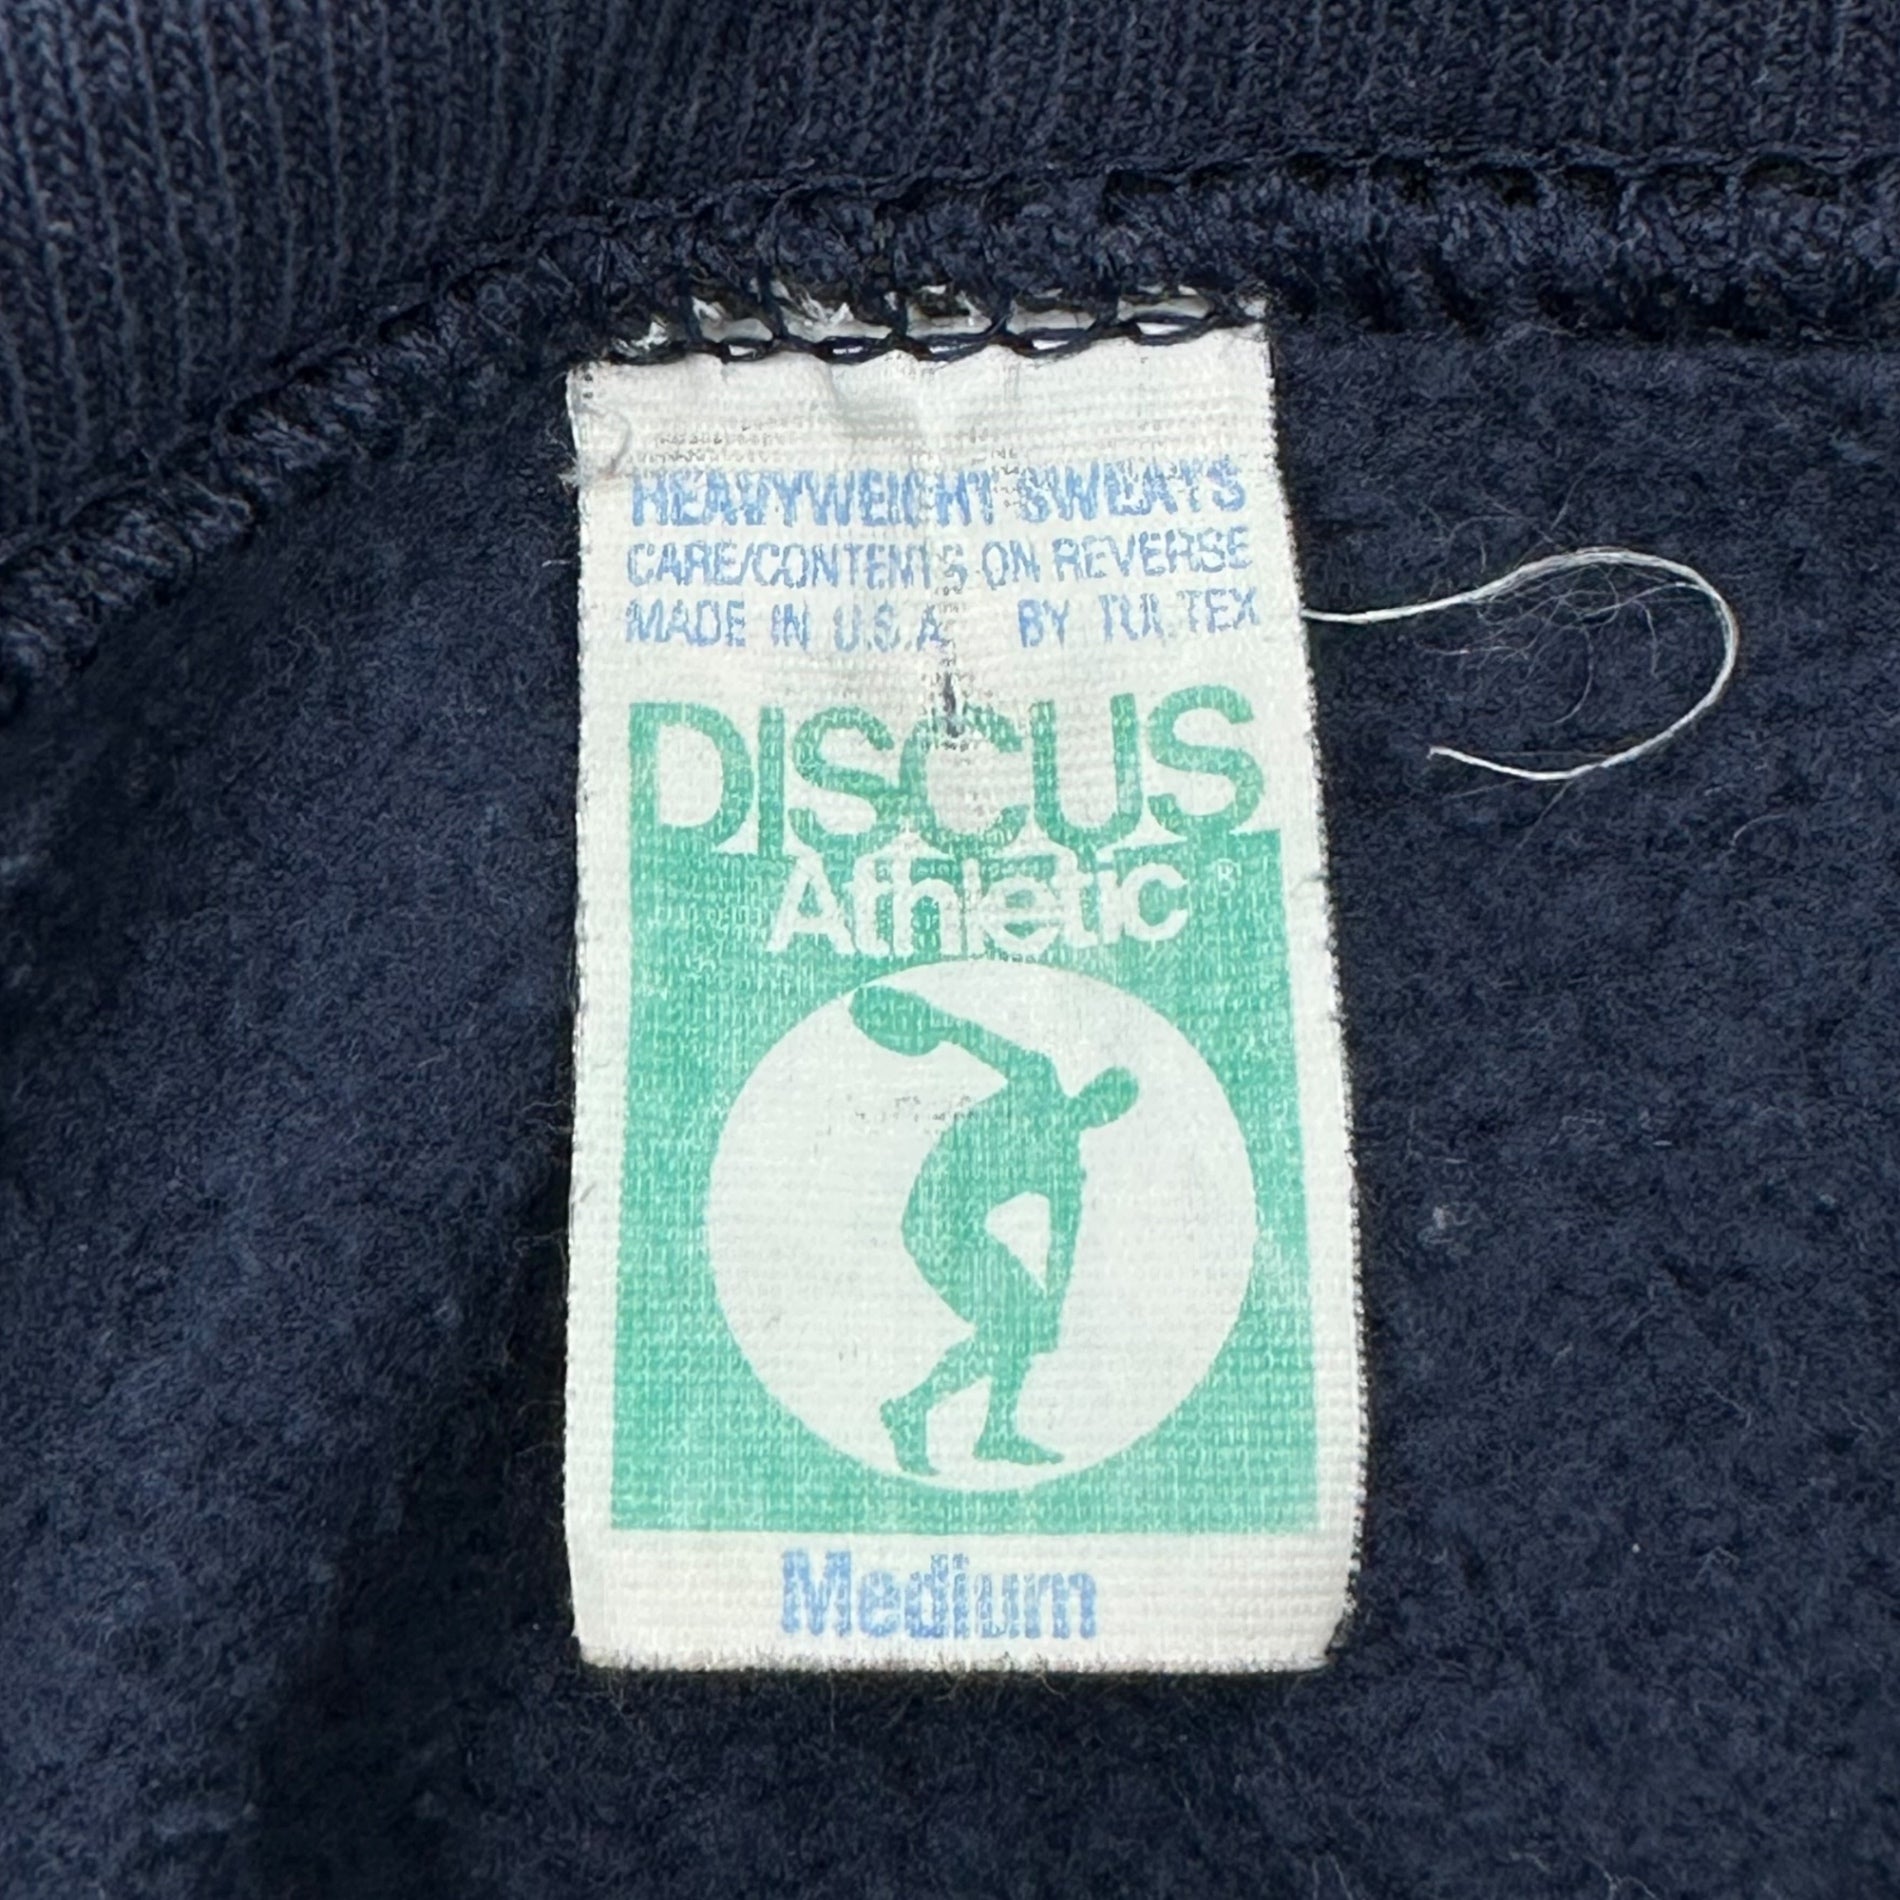 HEAVYWEIGHT SWEATS
CARE/CONTENTS ON REVERSE
MADE IN U.S.A. BY TULTEX
DISCUS
Athletic ®
Medium